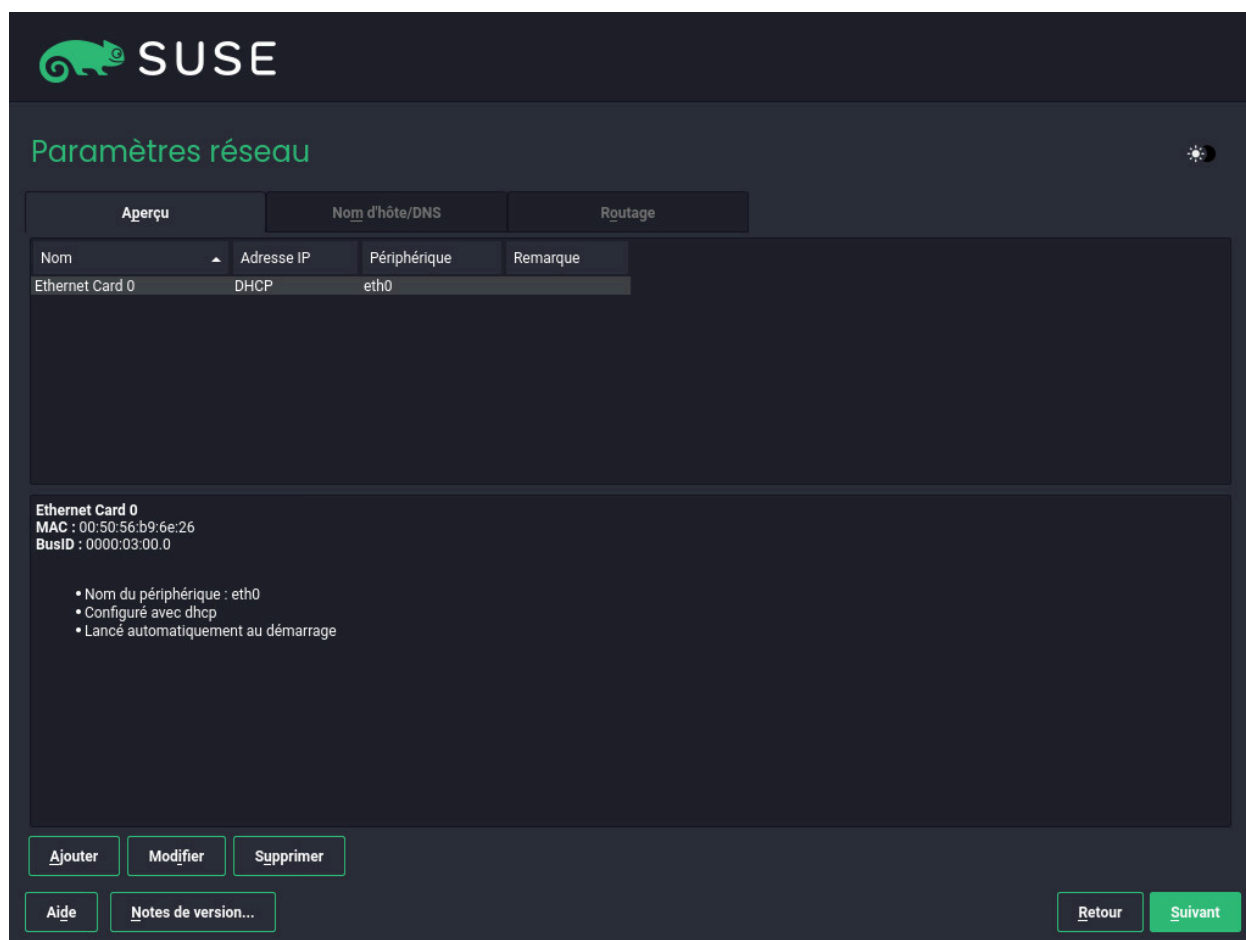 SUSE
Paramètres réseau
Aperçu Nom d'hôte/DNS Routage
Nom Adresse IP Périphérique Remarque
Ethernet Card 0 DHCP eth0
Ethernet Card 0
MAC : 00:50:56:b9:6e:26
BusID : 0000:03:00.0
• Nom du périphérique : eth0
• Configuré avec dhcp
• Lancé automatiquement au démarrage
Ajouter Modifier Supprimer
Aide Notes de version... Retour Suivant